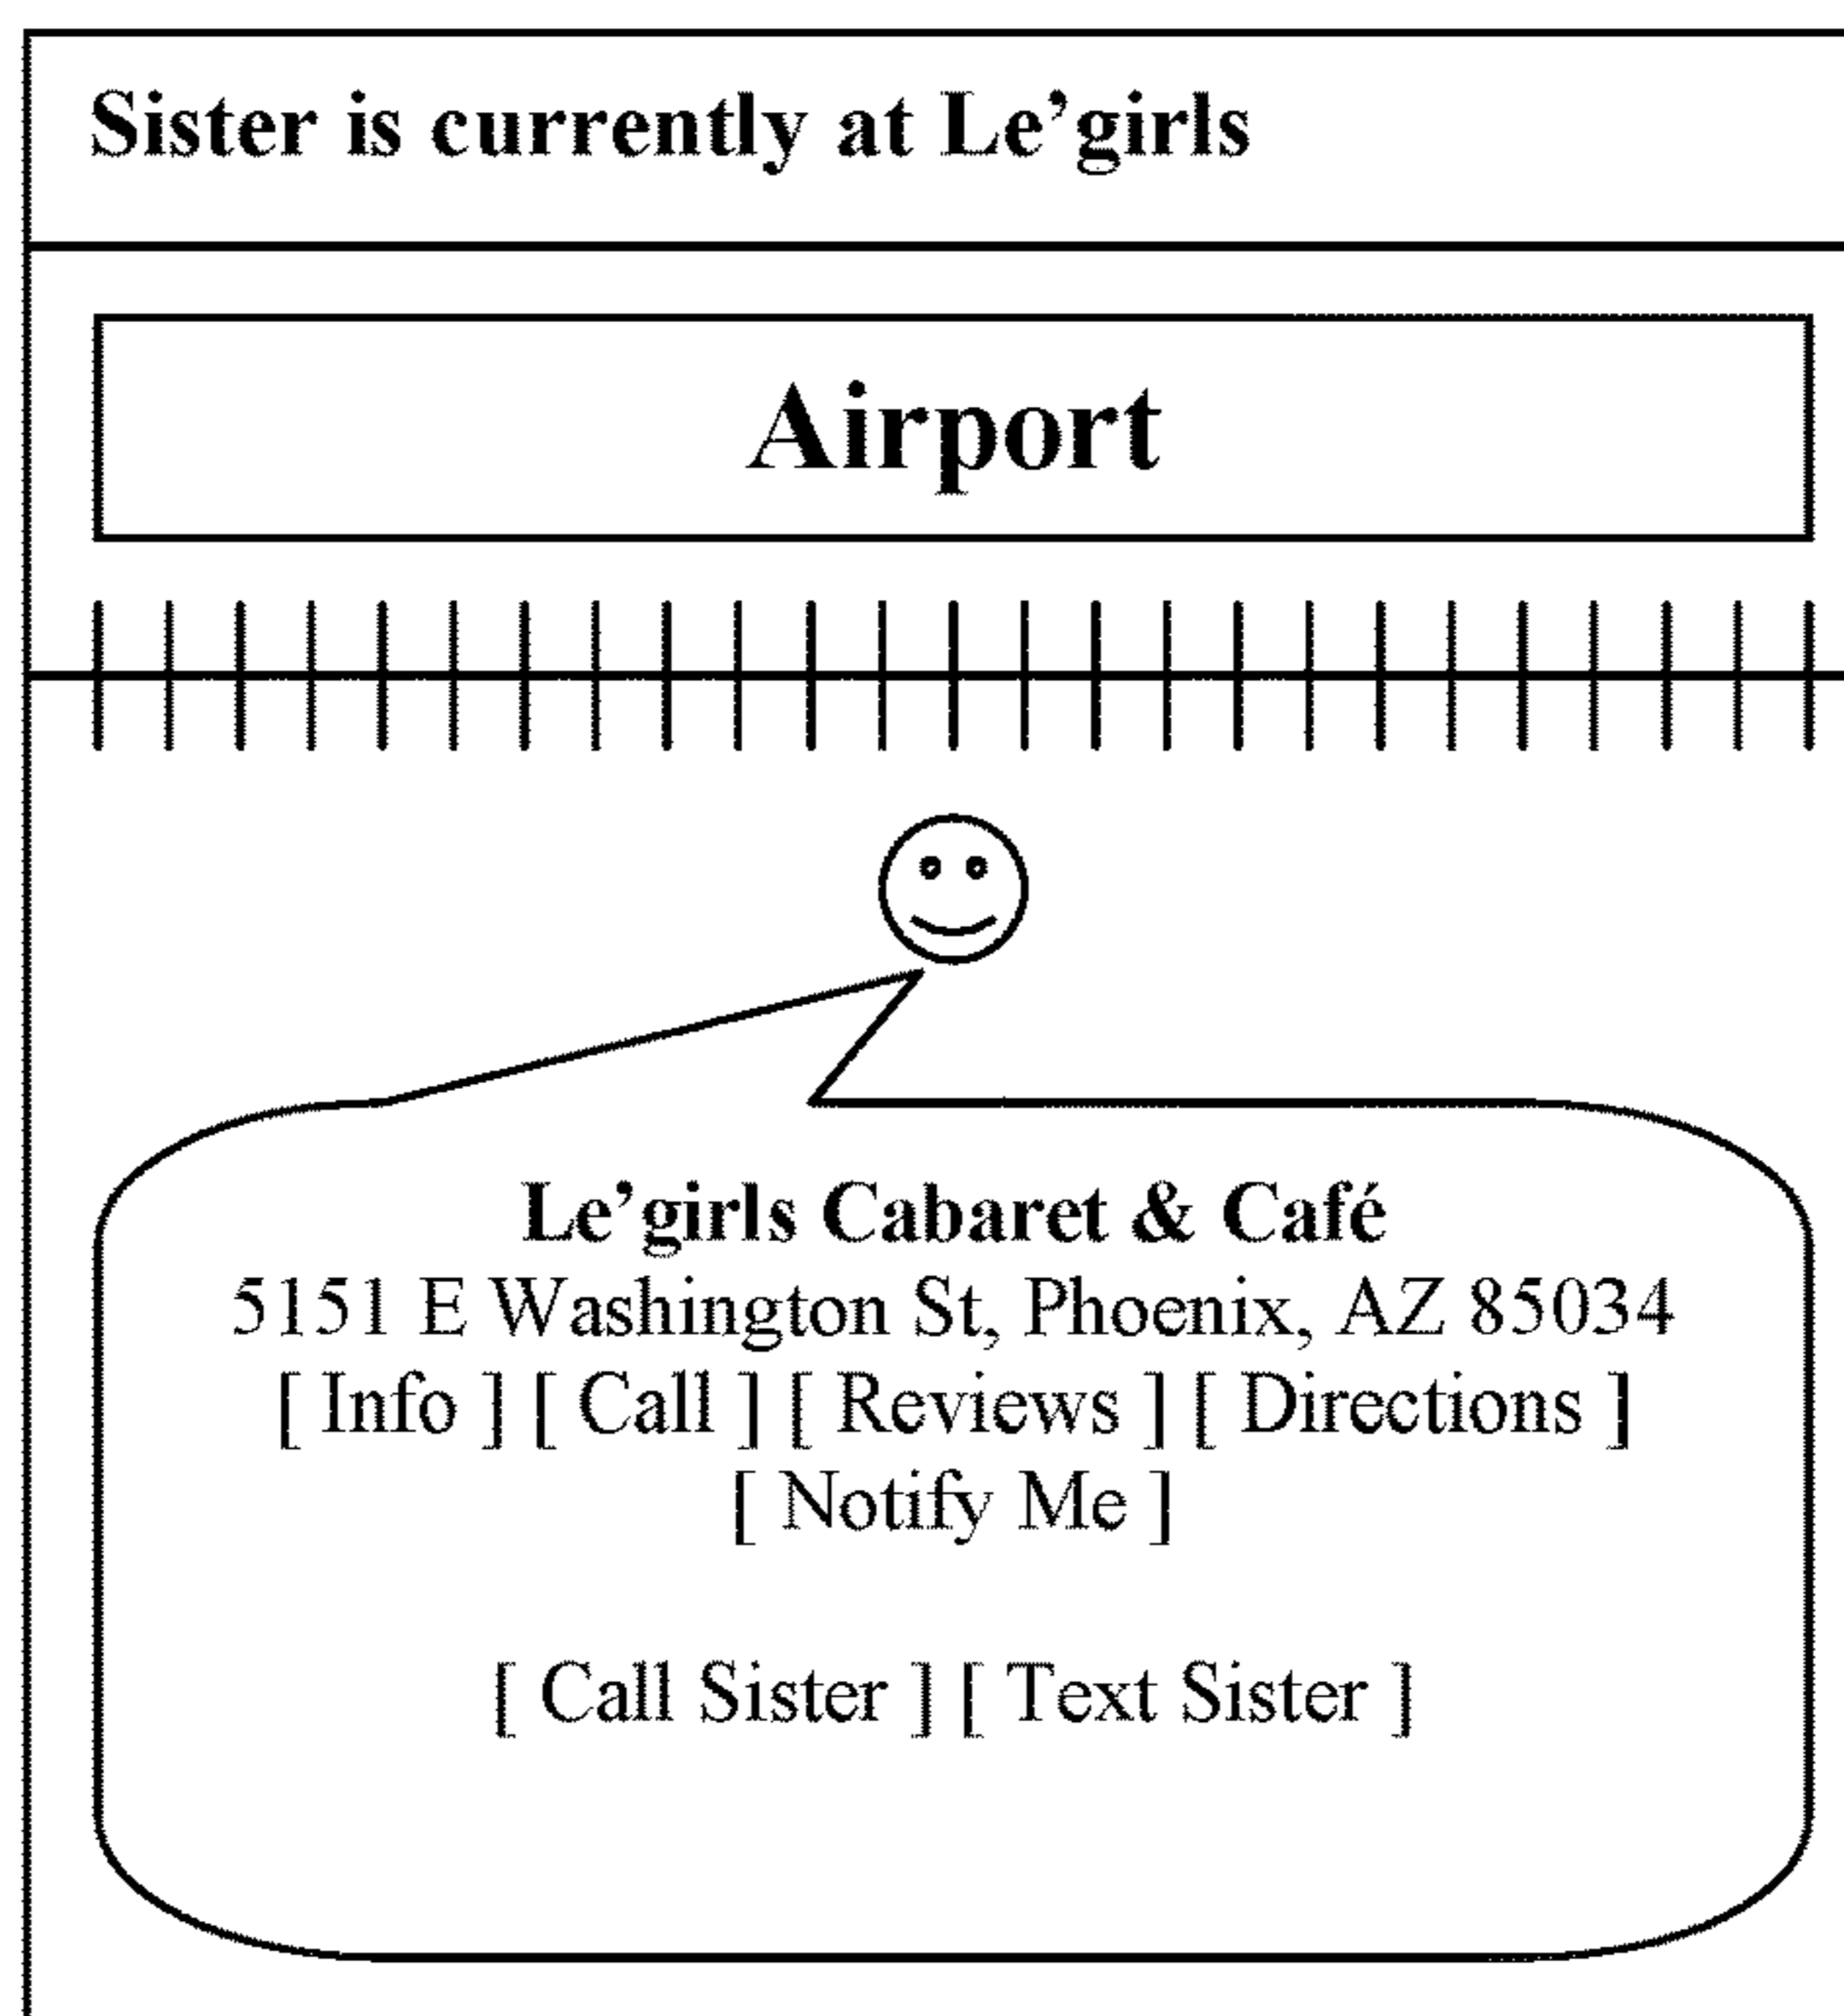 Sister is currently at Le’girls
Airport
Le’girls Cabaret & Café
5151 E Washington St, Phoenix, AZ 85034
[ Info ] [ Call ] [ Reviews ] [ Directions ]
[ Notify Me ]
[ Call Sister ] [ Text Sister ]